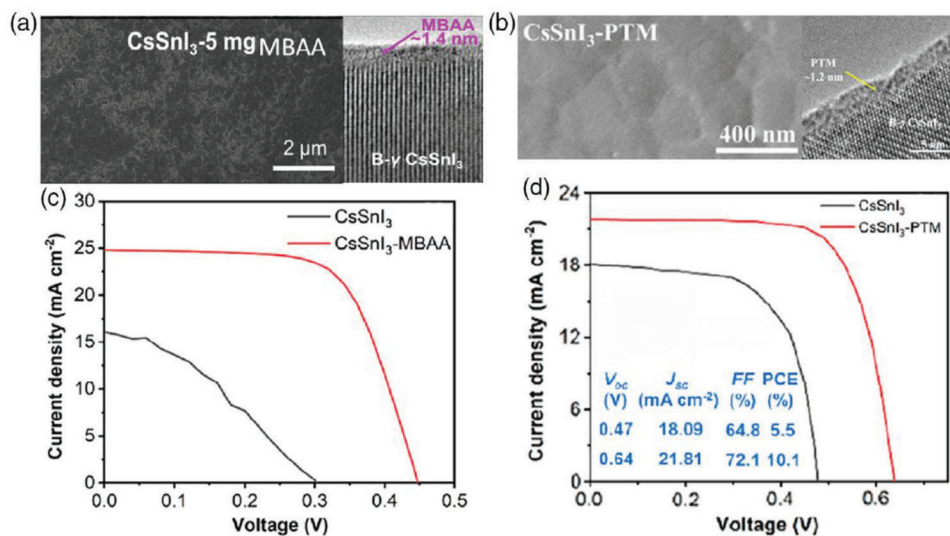 (a)
CsSnI₃-5 mg MBAA
2 µm
MBAA
~1.4 nm
B-γ CsSnI₃
(b)
CsSnI₃-PTM
400 nm
PTM
~1.2 nm
B-γ CsSnI₃
(c)
CsSnI₃
CsSnI₃-MBAA
Current density (mA cm⁻²)
30
25
20
15
10
5
0
0.0 0.1 0.2 0.3 0.4 0.5
Voltage (V)
(d)
CsSnI₃
CsSnI₃-PTM
Current density (mA cm⁻²)
24
18
12
6
0
Voc Jsc FF PCE
(V) (mA cm⁻²) (%) (%)
0.47 18.09 64.8 5.5
0.64 21.81 72.1 10.1
0.0 0.2 0.4 0.6
Voltage (V)